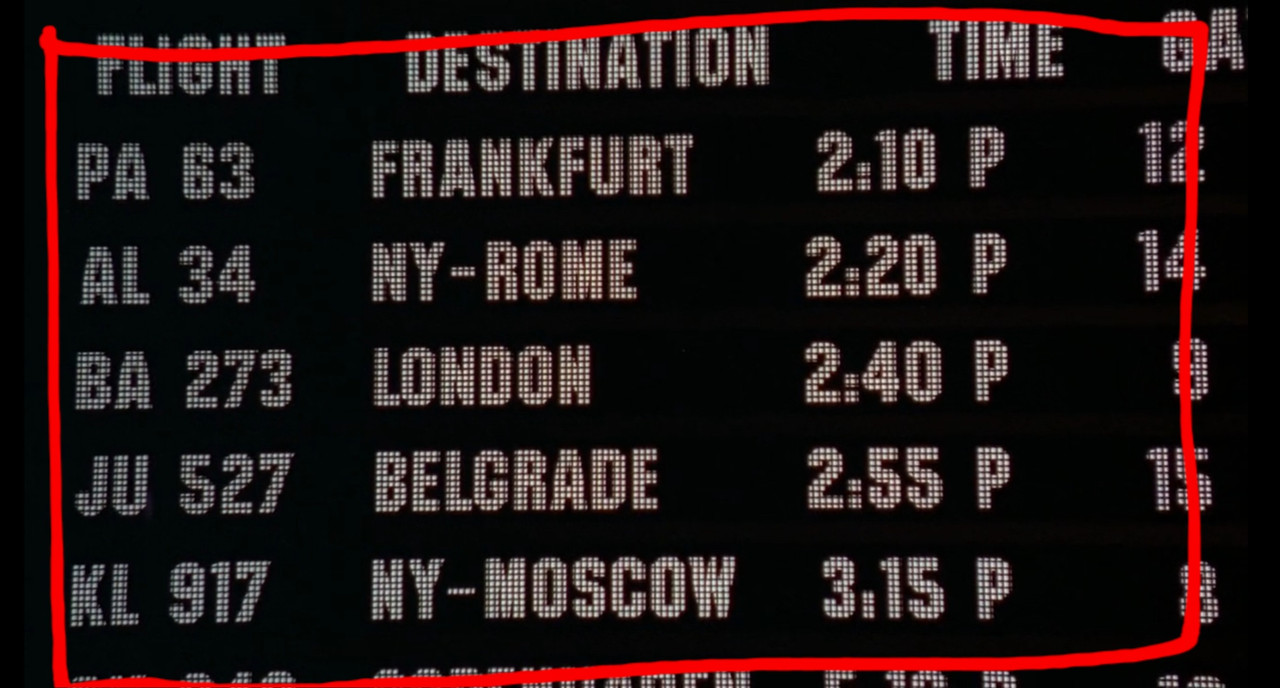 FLIGHT DESTINATION TIME GA
PA 63 FRANKFURT 2:10 P 12
AL 34 NY-ROME 2:20 P 14
BA 273 LONDON 2:40 P 9
JU 527 BELGRADE 2:55 P 15
KL 917 NY-MOSCOW 3:15 P 8